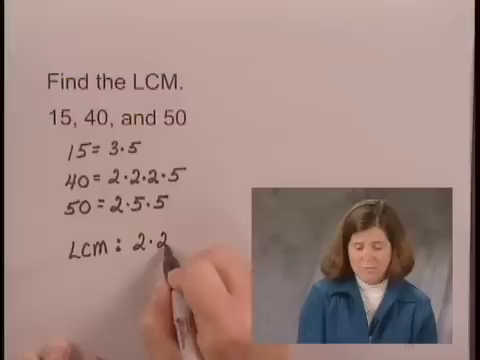 Find the LCM.
15, 40, and 50
15 = 3·5
40 = 2·2·2·5
50 = 2·5·5
Lcm : 2·2